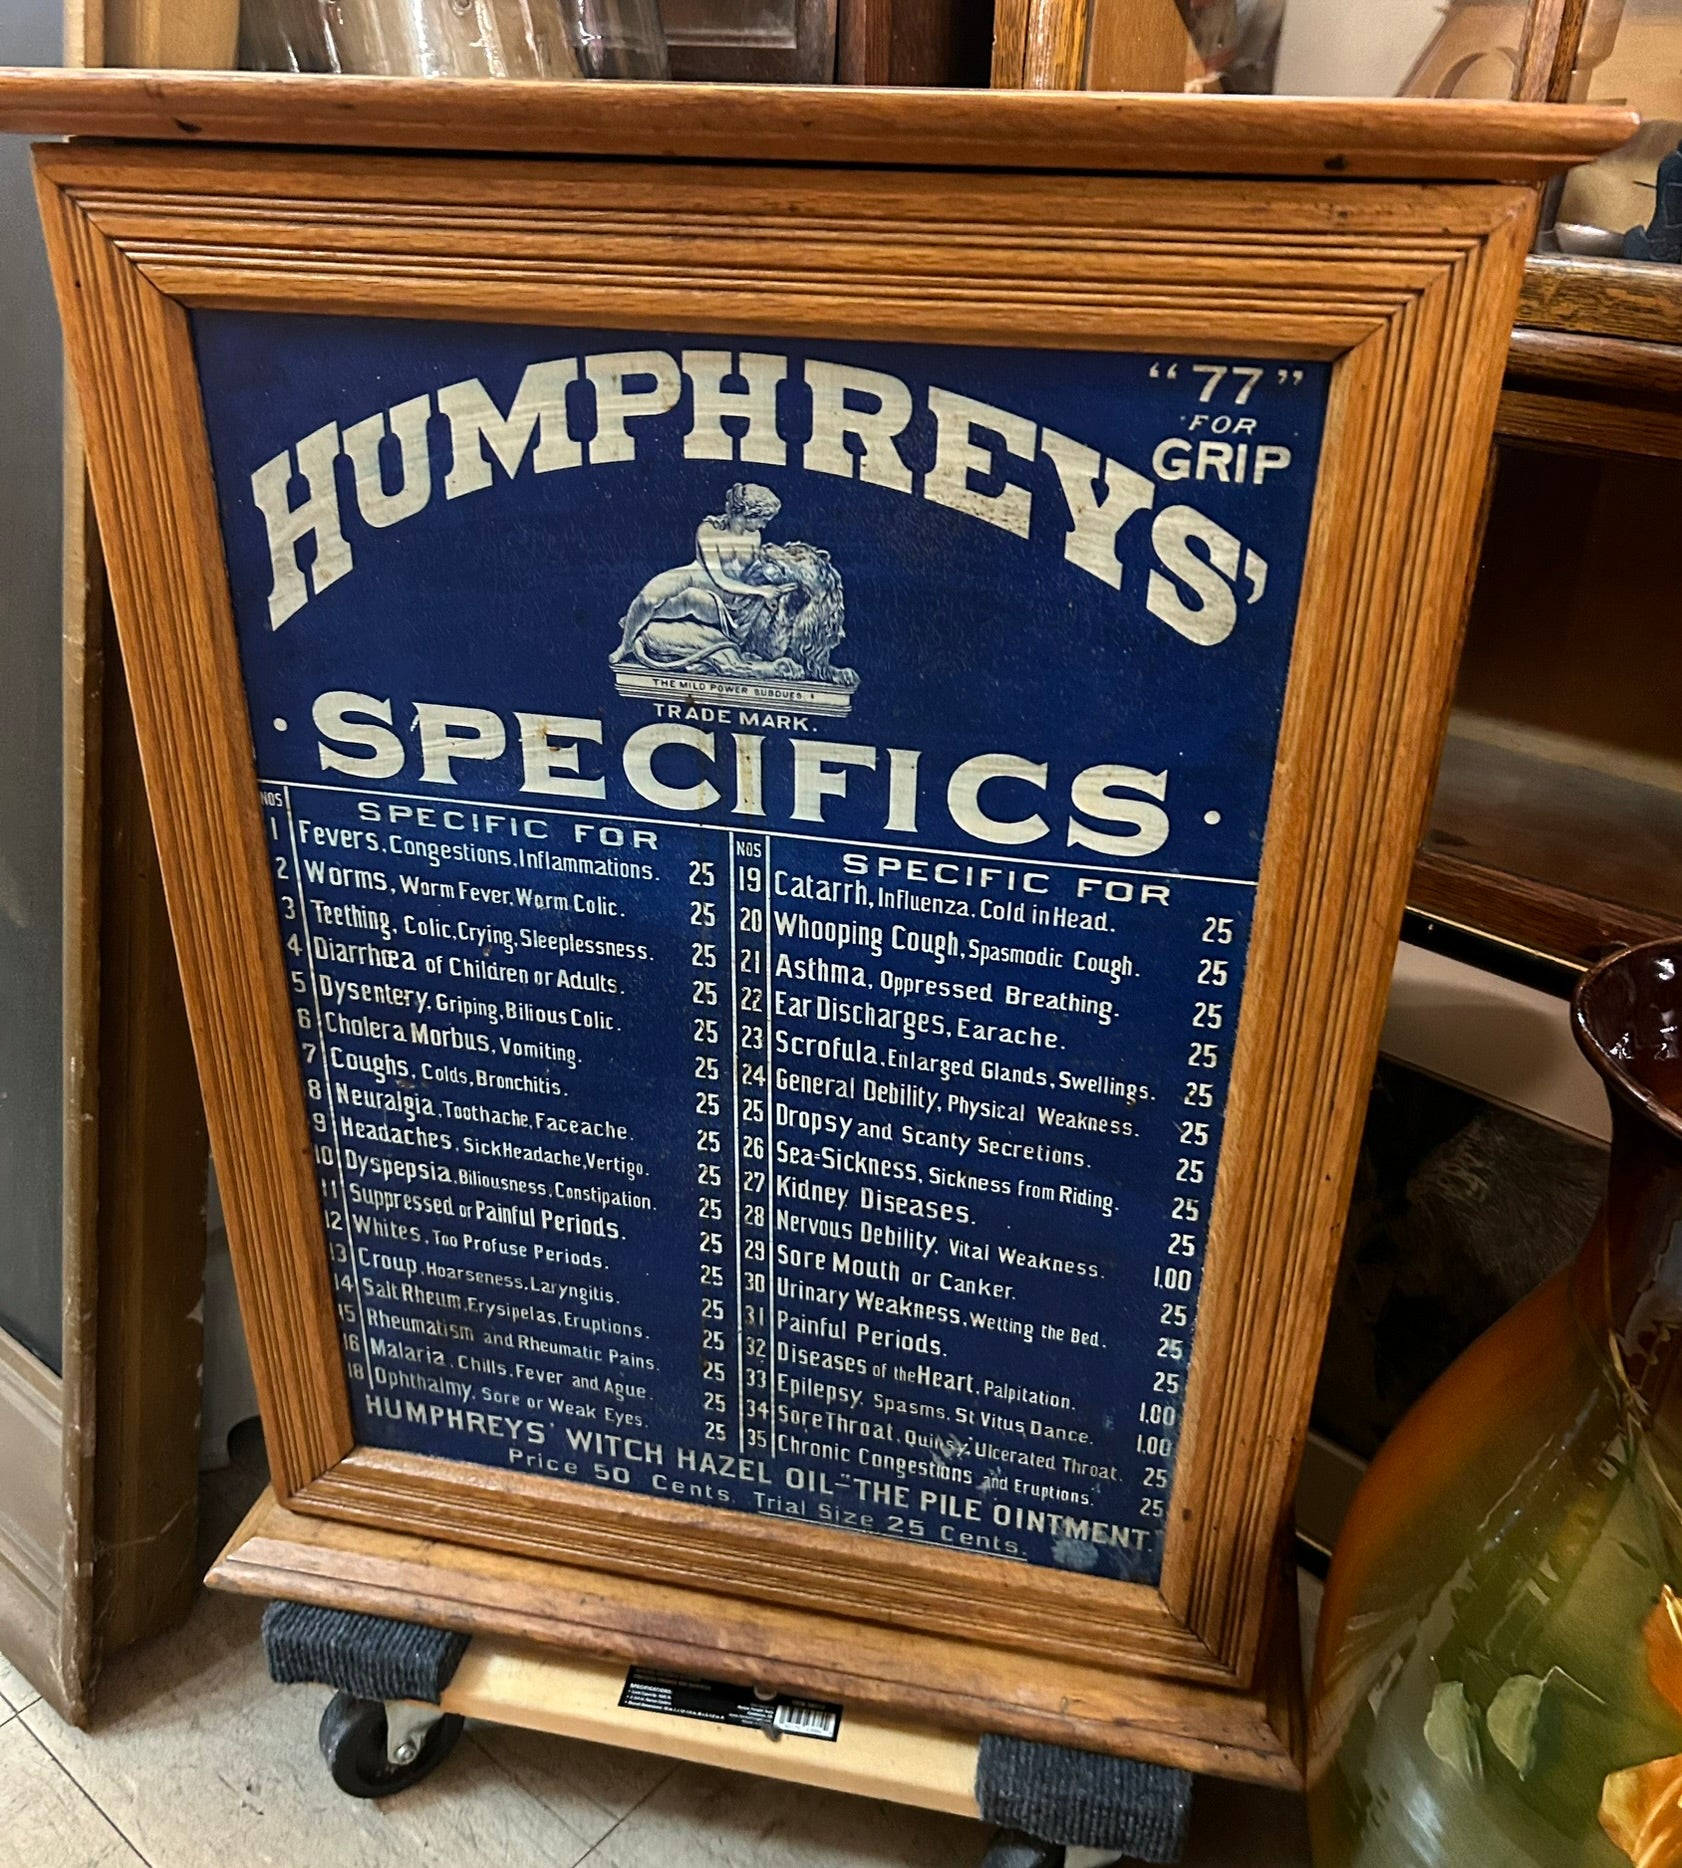 HUMPHREYS'
"77"
FOR
GRIP
THE MILD POWER SUBDUES.
TRADE MARK.
· SPECIFICS ·
NOS SPECIFIC FOR
1 Fevers, Congestions, Inflammations. 25
2 Worms, Worm Fever, Worm Colic. 25
3 Teething, Colic, Crying, Sleeplessness. 25
4 Diarrhœa of Children or Adults. 25
5 Dysentery, Griping, Bilious Colic. 25
6 Cholera Morbus, Vomiting. 25
7 Coughs, Colds, Bronchitis. 25
8 Neuralgia, Toothache, Faceache. 25
9 Headaches, Sick Headache, Vertigo. 25
10 Dyspepsia, Biliousness, Constipation. 25
11 Suppressed or Painful Periods. 25
12 Whites, Too Profuse Periods. 25
13 Croup, Hoarseness, Laryngitis. 25
14 Salt Rheum, Erysipelas, Eruptions. 25
15 Rheumatism and Rheumatic Pains. 25
16 Malaria, Chills, Fever and Ague. 25
18 Ophthalmy, Sore or Weak Eyes. 25
NOS SPECIFIC FOR
19 Catarrh, Influenza, Cold in Head. 25
20 Whooping Cough, Spasmodic Cough. 25
21 Asthma, Oppressed Breathing. 25
22 Ear Discharges, Earache. 25
23 Scrofula, Enlarged Glands, Swellings. 25
24 General Debility, Physical Weakness. 25
25 Dropsy and Scanty Secretions. 25
26 Sea=Sickness, Sickness from Riding. 25
27 Kidney Diseases. 25
28 Nervous Debility, Vital Weakness. 1.00
29 Sore Mouth or Canker. 25
30 Urinary Weakness, Wetting the Bed. 25
31 Painful Periods. 25
32 Diseases of the Heart, Palpitation. 1.00
33 Epilepsy, Spasms, St Vitus Dance. 1.00
34 Sore Throat, Quinsy, Ulcerated Throat. 25
35 Chronic Congestions and Eruptions. 25
HUMPHREYS' WITCH HAZEL OIL-"THE PILE OINTMENT."
Price 50 Cents. Trial Size 25 Cents.
SPECIFICATIONS: